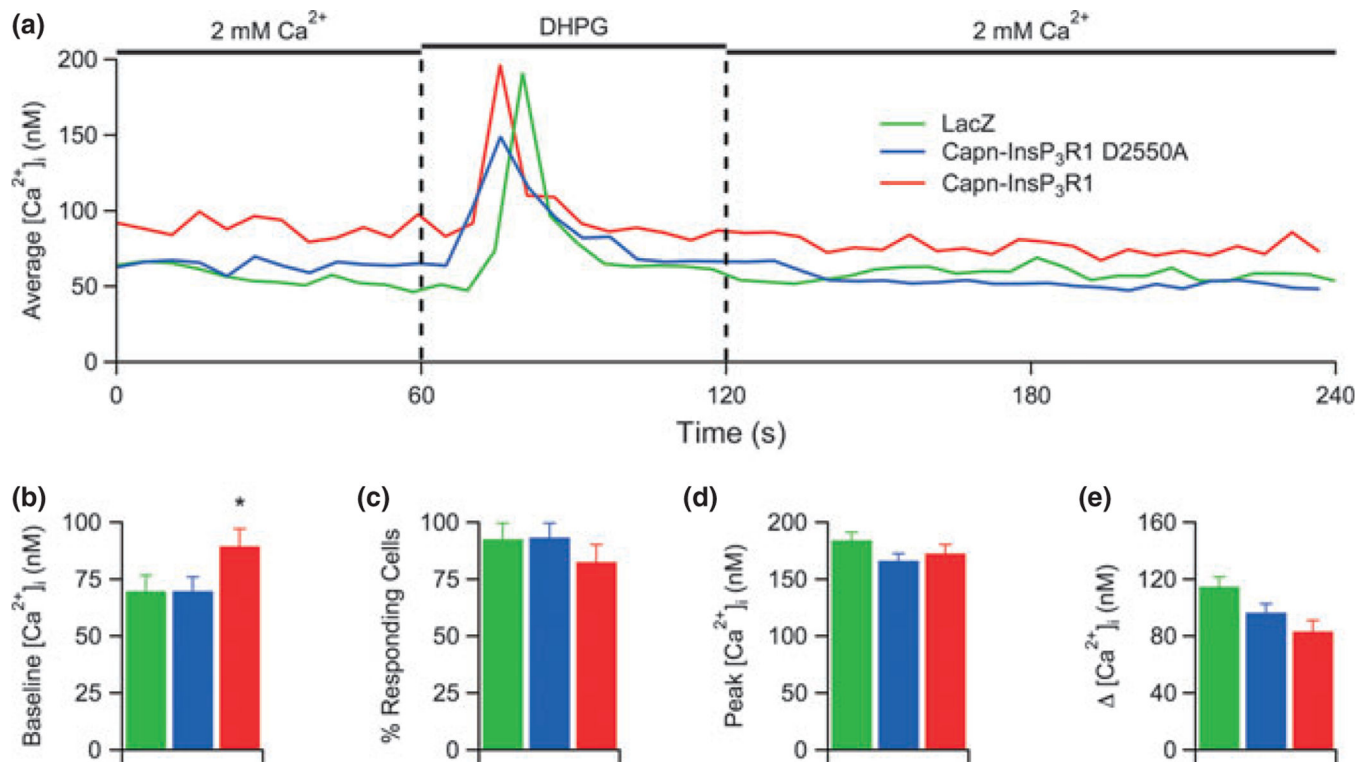 (a)
2 mM Ca²⁺ DHPG 2 mM Ca²⁺
Average [Ca²⁺]ᵢ (nM)
200
150
100
50
0
LacZ
Capn-InsP₃R1 D2550A
Capn-InsP₃R1
0 60 120 180 240
Time (s)
(b)
*
Baseline [Ca²⁺]ᵢ (nM)
100
75
50
25
0
(c)
% Responding Cells
100
75
50
25
0
(d)
Peak [Ca²⁺]ᵢ (nM)
200
150
100
50
0
(e)
Δ [Ca²⁺]ᵢ (nM)
160
120
80
40
0